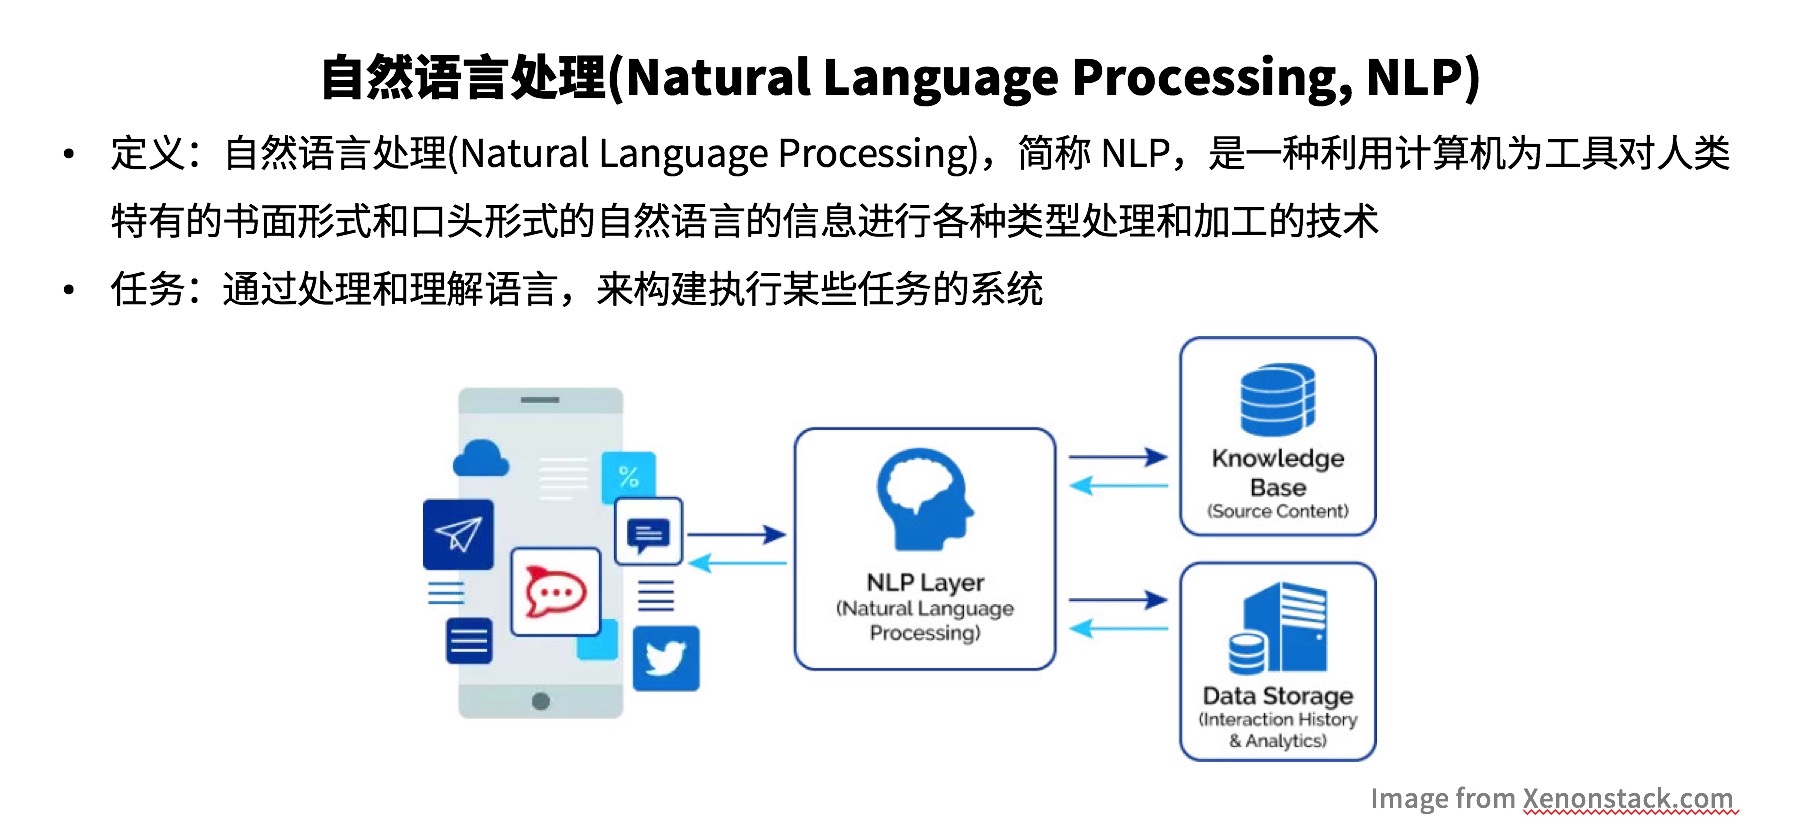 自然语言处理(Natural Language Processing, NLP)
• 定义：自然语言处理(Natural Language Processing)，简称 NLP，是一种利用计算机为工具对人类
特有的书面形式和口头形式的自然语言的信息进行各种类型处理和加工的技术
• 任务：通过处理和理解语言，来构建执行某些任务的系统
%
NLP Layer
(Natural Language
Processing)
Knowledge
Base
(Source Content)
Data Storage
(Interaction History
& Analytics)
Image from Xenonstack.com